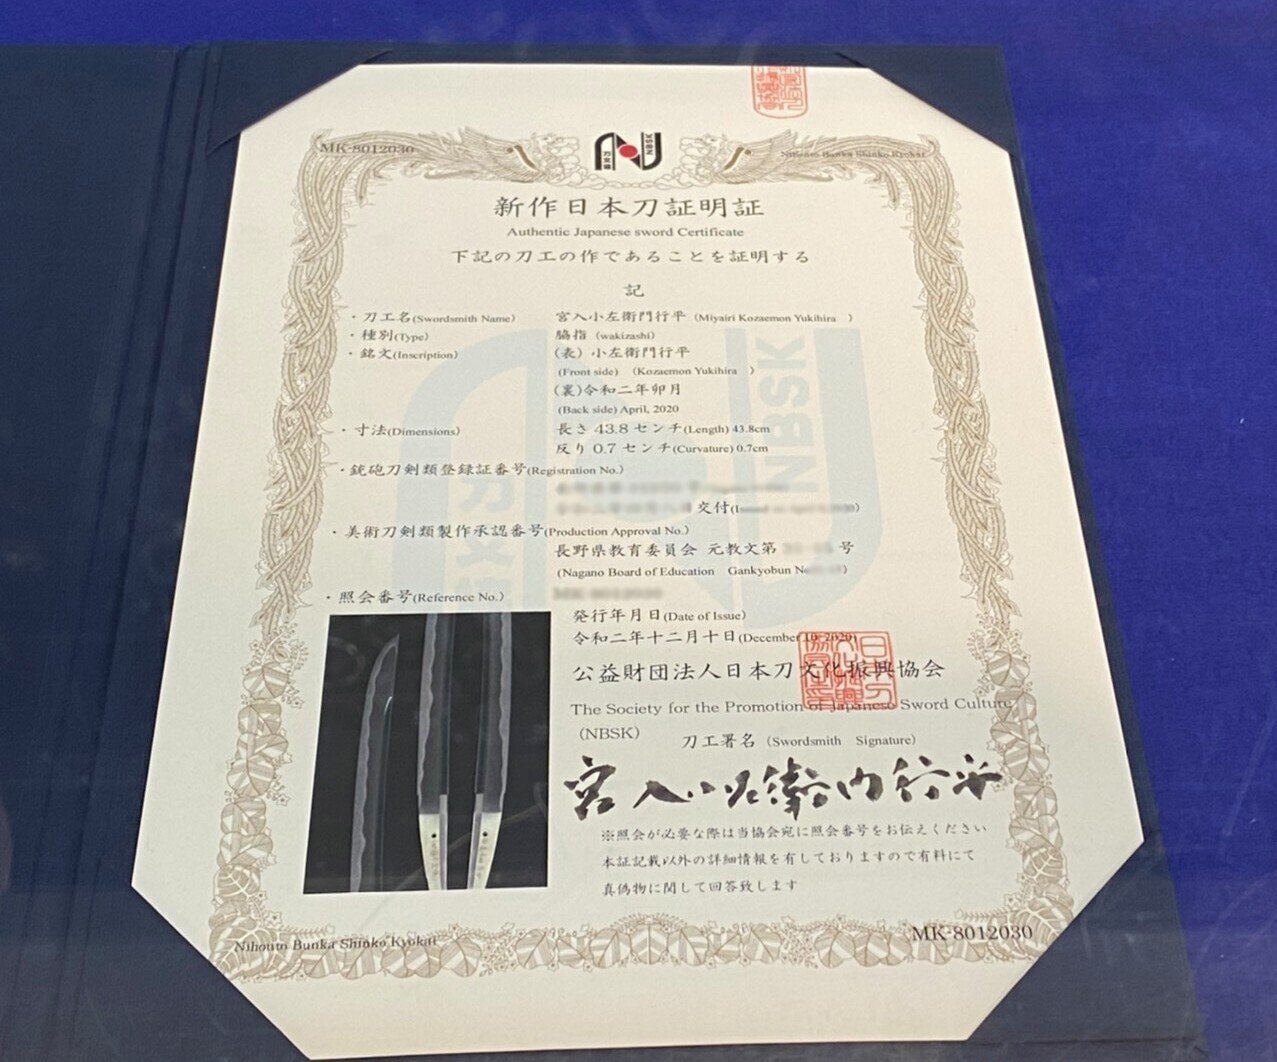 MK-8012030
NBSK
刀文協
Nihonto Bunka Shinko Kyokai
新作日本刀証明証
Authentic Japanese sword Certificate
下記の刀工の作であることを証明する
記
・刀工名(Swordsmith Name) 宮入小左衛門行平 (Miyairi Kozaemon Yukihira )
・種別(Type) 脇指 (wakizashi)
・銘文(Inscription) (表) 小左衛門行平
(Front side) (Kozaemon Yukihira )
(裏)令和二年卯月
(Back side) April, 2020
・寸法(Dimensions) 長さ 43.8 センチ(Length) 43.8cm
反り 0.7 センチ(Curvature) 0.7cm
・銃砲刀剣類登録証番号(Registration No.)
交付
・美術刀剣類製作承認番号(Production Approval No.)
長野県教育委員会 元教文第 号
(Nagano Board of Education Gankyobun No )
・照会番号(Reference No.)
発行年月日(Date of Issue)
令和二年十二月十日(December 10, 2020)
公益財団法人日本刀文化振興協会
The Society for the Promotion of Japanese Sword Culture
(NBSK)
刀工署名 (Swordsmith Signature)
宮入小左衛門行平
※照会が必要な際は当協会宛に照会番号をお伝えください
本証記載以外の詳細情報を有しておりますので有料にて
真偽物に関して回答致します
Nihonto Bunka Shinko Kyokai
MK-8012030